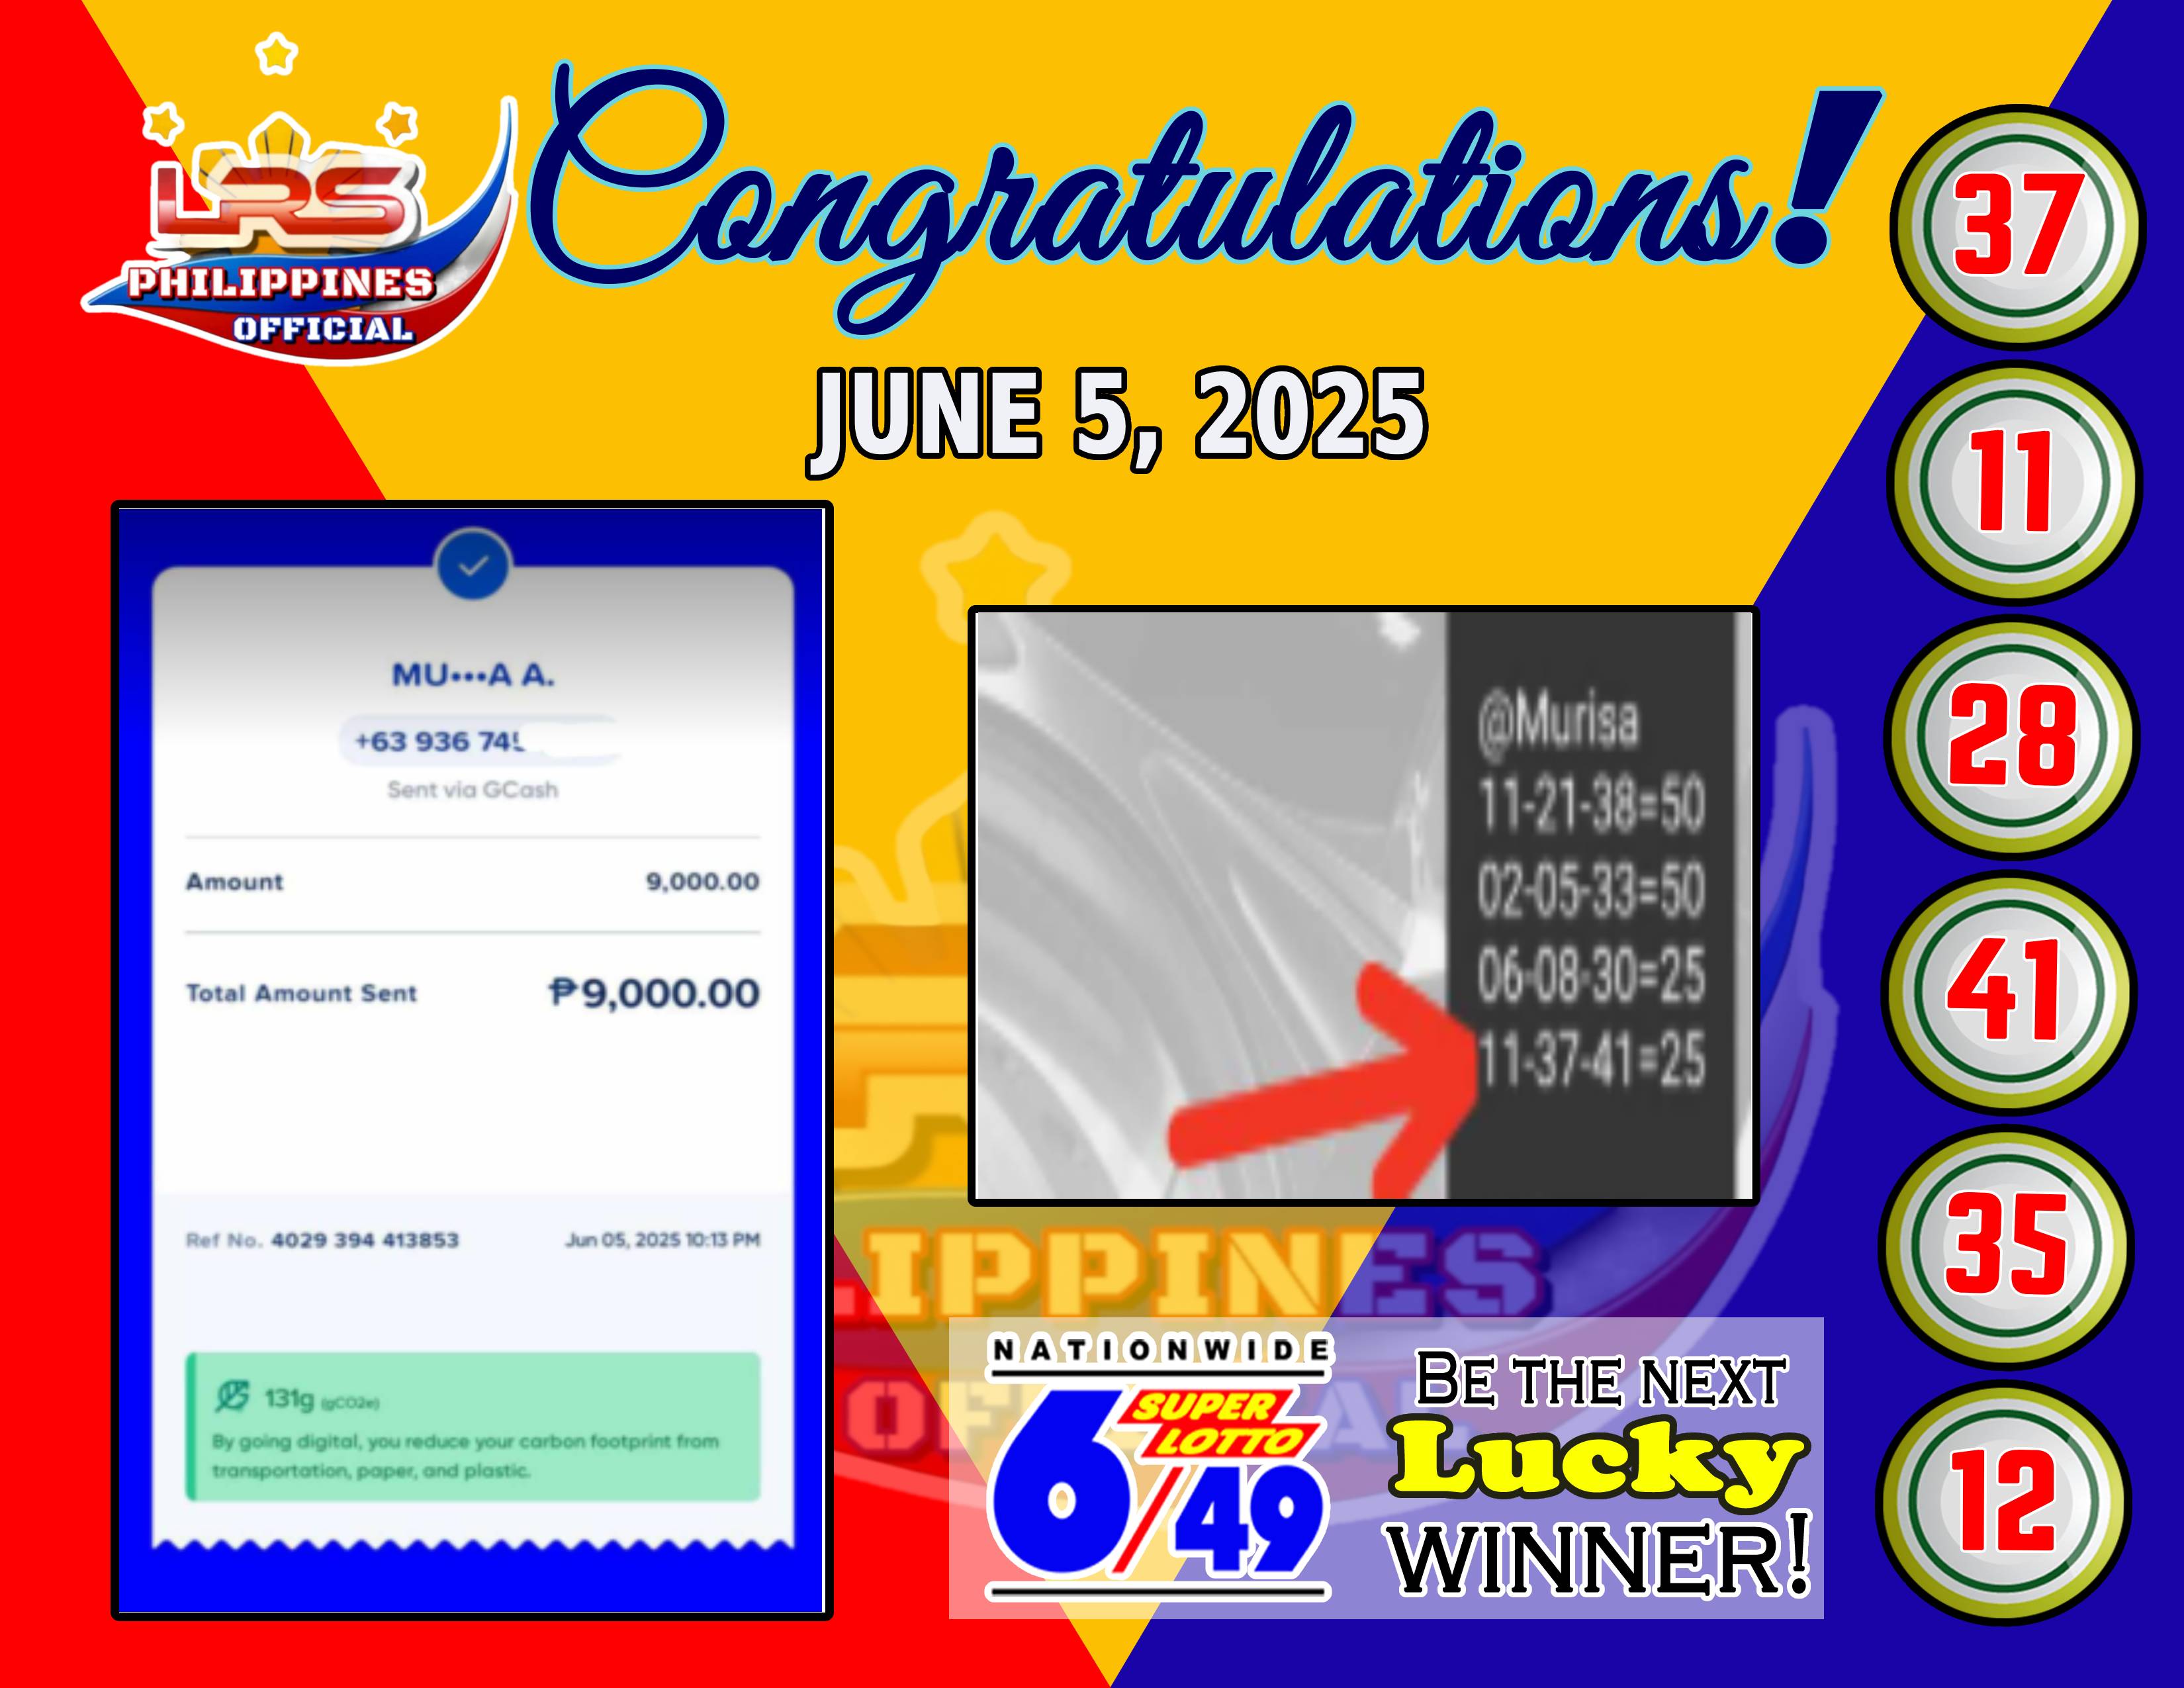 LRS
PHILIPPINES
OFFICIAL
Congratulations!
JUNE 5, 2025
MU•••A A.
+63 936 745
Sent via GCash
Amount 9,000.00
Total Amount Sent ₱9,000.00
Ref No. 4029 394 413853 Jun 05, 2025 10:13 PM
131g (gCO2e)
By going digital, you reduce your carbon footprint from
transportation, paper, and plastic.
@Murisa
11-21-38=50
02-05-33=50
06-08-30=25
11-37-41=25
NATIONWIDE
SUPER
LOTTO
6/49
BE THE NEXT
Lucky
WINNER!
37
11
28
41
35
12